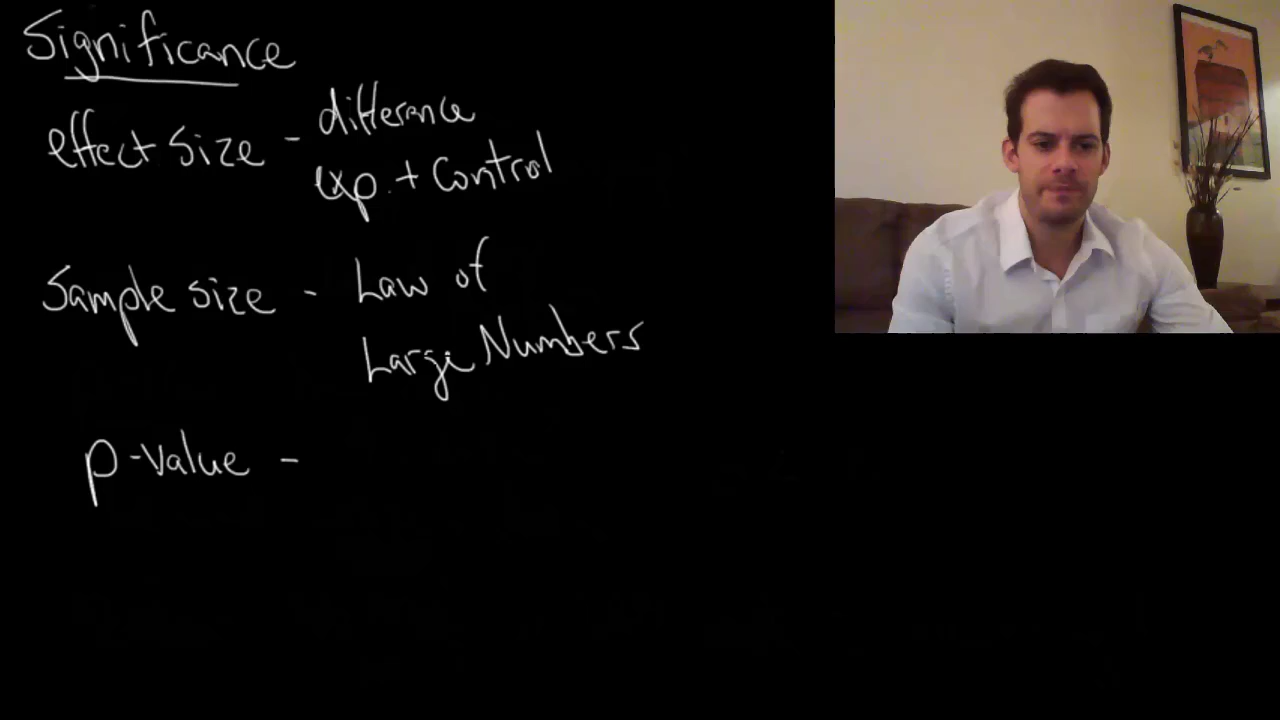 Significance
effect size - difference
exp. + Control
Sample size - Law of
Large Numbers
p-value -